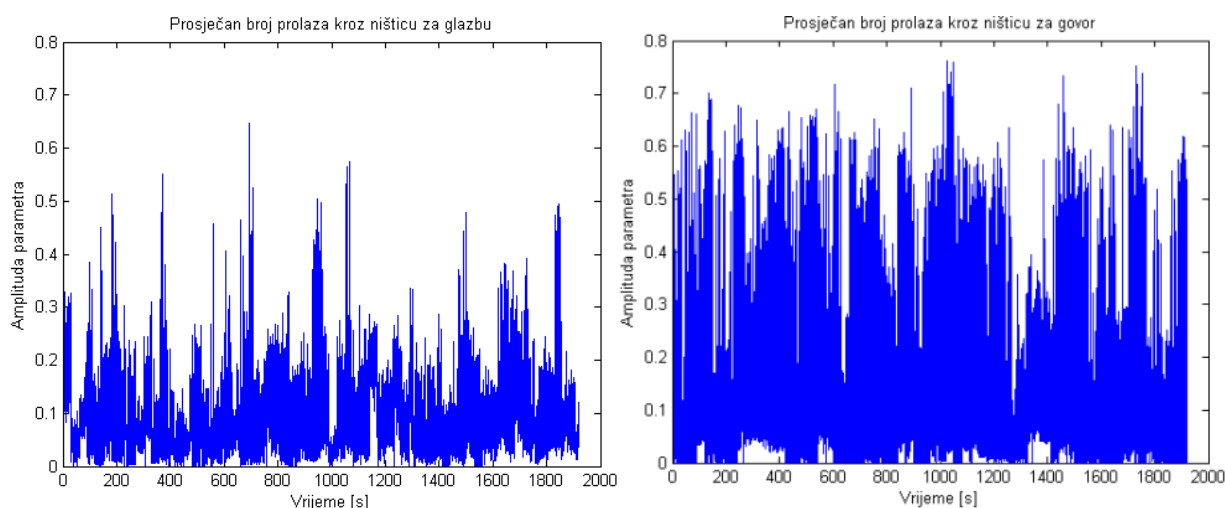 Prosječan broj prolaza kroz ništicu za glazbu
0.8
0.7
0.6
0.5
0.4
0.3
0.2
0.1
0
Amplituda parametra
0 200 400 600 800 1000 1200 1400 1600 1800 2000
Vrijeme [s]
Prosječan broj prolaza kroz ništicu za govor
0.8
0.7
0.6
0.5
0.4
0.3
0.2
0.1
0
Amplituda parametra
0 200 400 600 800 1000 1200 1400 1600 1800 2000
Vrijeme [s]